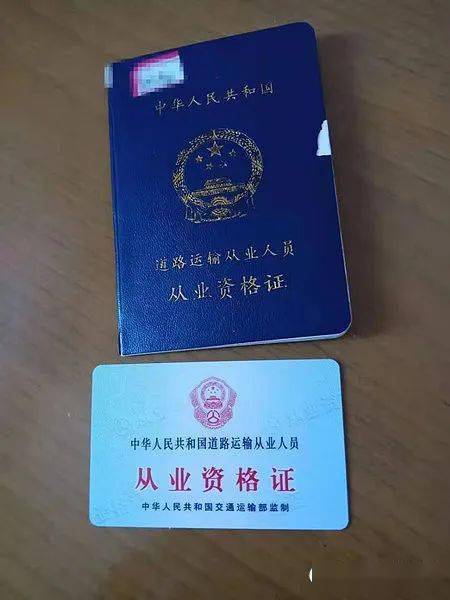 中华人民共和国
道路运输从业人员
从业资格证
中华人民共和国道路运输从业人员
从业资格证
中华人民共和国交通运输部监制